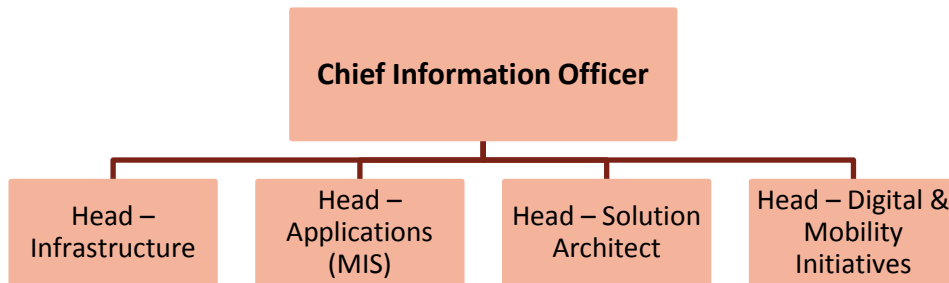 Chief Information Officer
Head –
Infrastructure
Head –
Applications
(MIS)
Head – Solution
Architect
Head – Digital &
Mobility
Initiatives